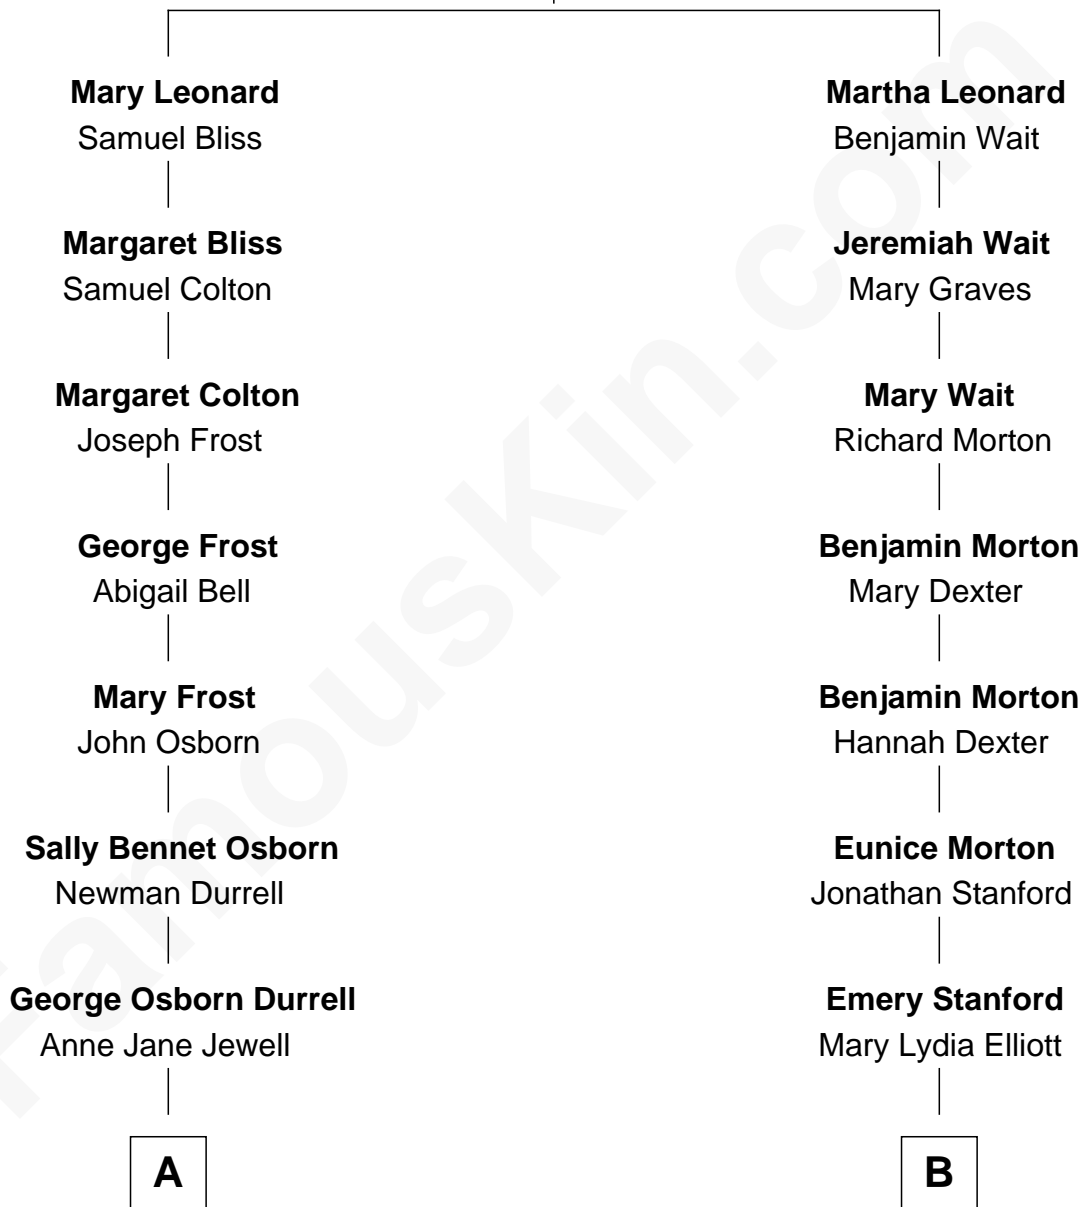 Mary Leonard
Samuel Bliss
Martha Leonard
Benjamin Wait
Margaret Bliss
Samuel Colton
Jeremiah Wait
Mary Graves
Margaret Colton
Joseph Frost
Mary Wait
Richard Morton
George Frost
Abigail Bell
Benjamin Morton
Mary Dexter
Mary Frost
John Osborn
Benjamin Morton
Hannah Dexter
Sally Bennet Osborn
Newman Durrell
Eunice Morton
Jonathan Stanford
George Osborn Durrell
Anne Jane Jewell
Emery Stanford
Mary Lydia Elliott
A
B
FamousKin.com